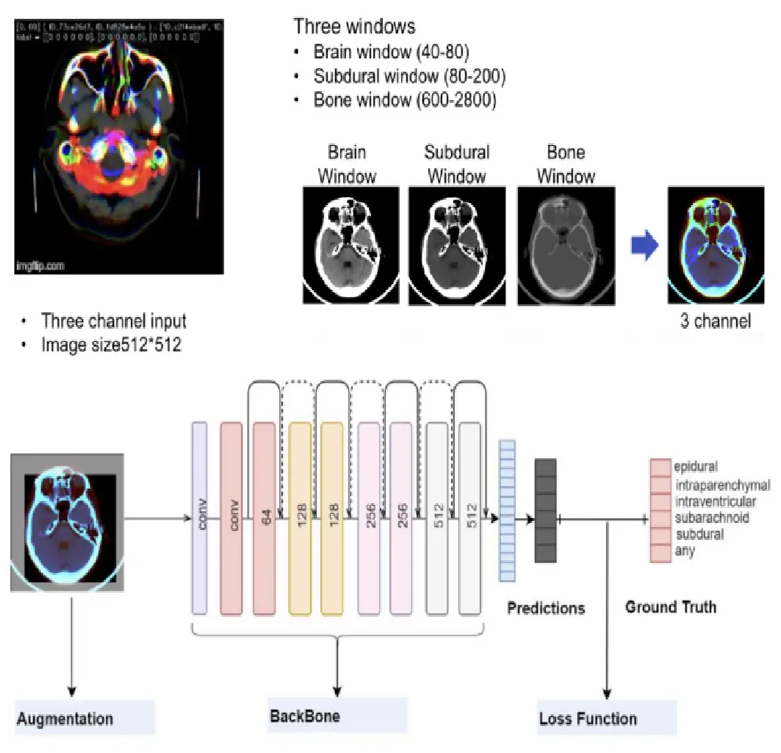 Three windows
• Brain window (40-80)
• Subdural window (80-200)
• Bone window (600-2800)
imgflip.com
Brain Window
Subdural Window
Bone Window
3 channel
• Three channel input
• Image size512*512
conv
conv
64
128
128
256
256
512
512
epidural
intraparenchymal
intraventricular
subarachnoid
subdural
any
Predictions
Ground Truth
Augmentation
BackBone
Loss Function